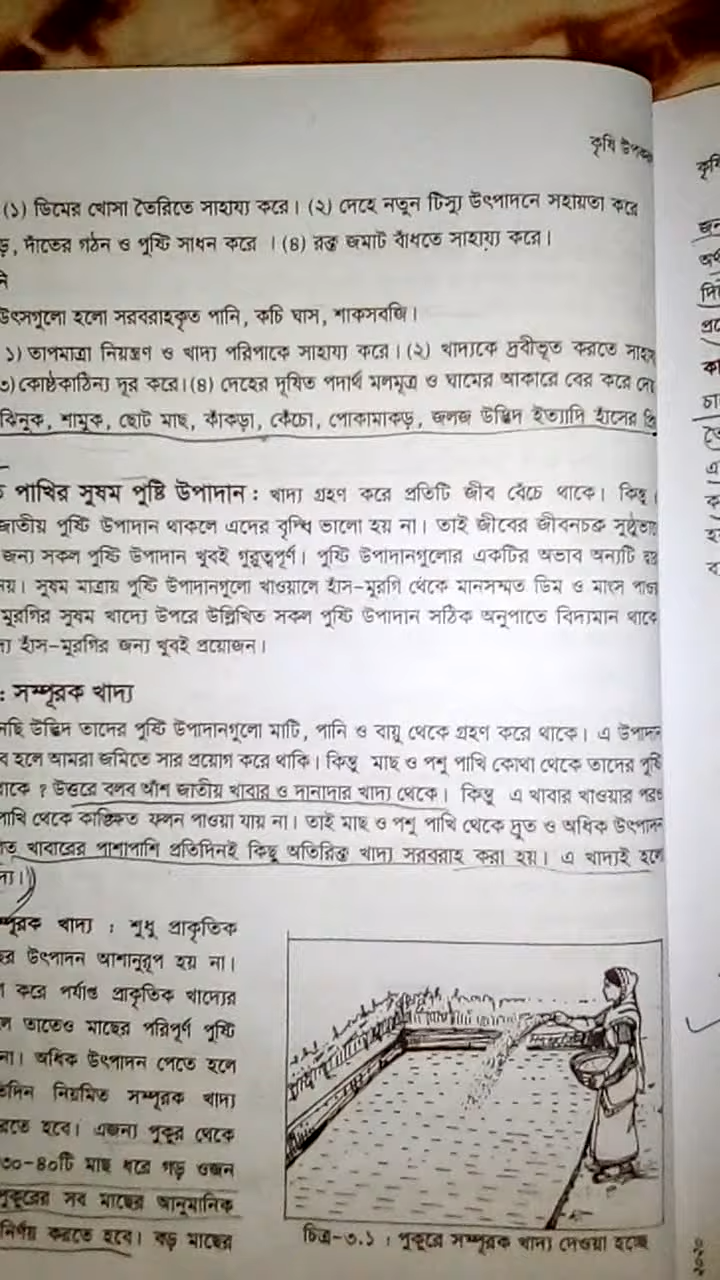 কৃষি উপকরণ
(১) ডিমের খোসা তৈরিতে সাহায্য করে। (২) দেহে নতুন টিস্যু উৎপাদনে সহায়তা করে
দাঁতের গঠন ও পুষ্টি সাধন করে । (৪) রক্ত জমাট বাঁধতে সাহায্য করে।
উৎসগুলো হলো সরবরাহকৃত পানি, কচি ঘাস, শাকসবজি।
১) তাপমাত্রা নিয়ন্ত্রণ ও খাদ্য পরিপাকে সাহায্য করে। (২) খাদ্যকে দ্রবীভূত করতে
৩) কোষ্ঠকাঠিন্য দূর করে। (৪) দেহের দূষিত পদার্থ মলমূত্র ও ঘামের আকারে বের করে
ঝিনুক, শামুক, ছোট মাছ, কাঁকড়া, কেঁচো, পোকামাকড়, জলজ উদ্ভিদ ইত্যাদি হাঁসের
পাখির সুষম পুষ্টি উপাদান : খাদ্য গ্রহণ করে প্রতিটি জীব বেঁচে থাকে। কিন্তু
জাতীয় পুষ্টি উপাদান থাকলে এদের বৃদ্ধি ভালো হয় না। তাই জীবের জীবনচক্র
জন্য সকল পুষ্টি উপাদান খুবই গুরুত্বপূর্ণ। পুষ্টি উপাদানগুলোর একটির অভাব অন্যটি
নয়। সুষম মাত্রায় পুষ্টি উপাদানগুলো খাওয়ালে হাঁস-মুরগি থেকে মানসম্মত ডিম ও মাংস
মুরগির সুষম খাদ্যে উপরে উল্লিখিত সকল পুষ্টি উপাদান সঠিক অনুপাতে বিদ্যমান থাকে
হাঁস-মুরগির জন্য খুবই প্রয়োজন।
: সম্পূরক খাদ্য
উদ্ভিদ তাদের পুষ্টি উপাদানগুলো মাটি, পানি ও বায়ু থেকে গ্রহণ করে থাকে। এ উপাদান
হলে আমরা জমিতে সার প্রয়োগ করে থাকি। কিন্তু মাছ ও পশু পাখি কোথা থেকে তাদের পুষ্টি
থাকে ? উত্তরে বলব আঁশ জাতীয় খাবার ও দানাদার খাদ্য থেকে। কিন্তু এ খাবার খাওয়ার পরও
পাখি থেকে কাঙ্ক্ষিত ফলন পাওয়া যায় না। তাই মাছ ও পশু পাখি থেকে দ্রুত ও অধিক উৎপাদন
খাবারের পাশাপাশি প্রতিদিনই কিছু অতিরিক্ত খাদ্য সরবরাহ করা হয়। এ খাদ্যই হলো
সম্পূরক খাদ্য : শুধু প্রাকৃতিক
উৎপাদন আশানুরূপ হয় না।
করে পর্যাপ্ত প্রাকৃতিক খাদ্যের
তাতেও মাছের পরিপূর্ণ পুষ্টি
না। অধিক উৎপাদন পেতে হলে
নিয়মিত সম্পূরক খাদ্য
হবে। এজন্য পুকুর থেকে
৩০-৪০টি মাছ ধরে গড় ওজন
পুকুরের সব মাছের আনুমানিক
নির্ণয় করতে হবে। বড় মাছের
চিত্র-৩.১ : পুকুরে সম্পূরক খাদ্য দেওয়া হচ্ছে